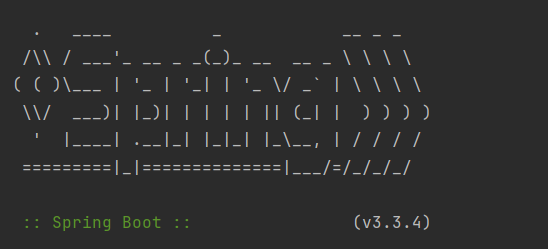 .   ____          _            __ _ _
 /\\ / ___'_ __ _ _(_)_ __  __ _ \ \ \ \
( ( )\___ | '_ | '_| | '_ \/ _` | \ \ \ \
 \\/  ___)| |_)| | | | | || (_| |  ) ) ) )
  '  |____| .__|_| |_|_| |_\__, | / / / /
 =========|_|==============|___/=/_/_/_/
 :: Spring Boot ::                (v3.3.4)